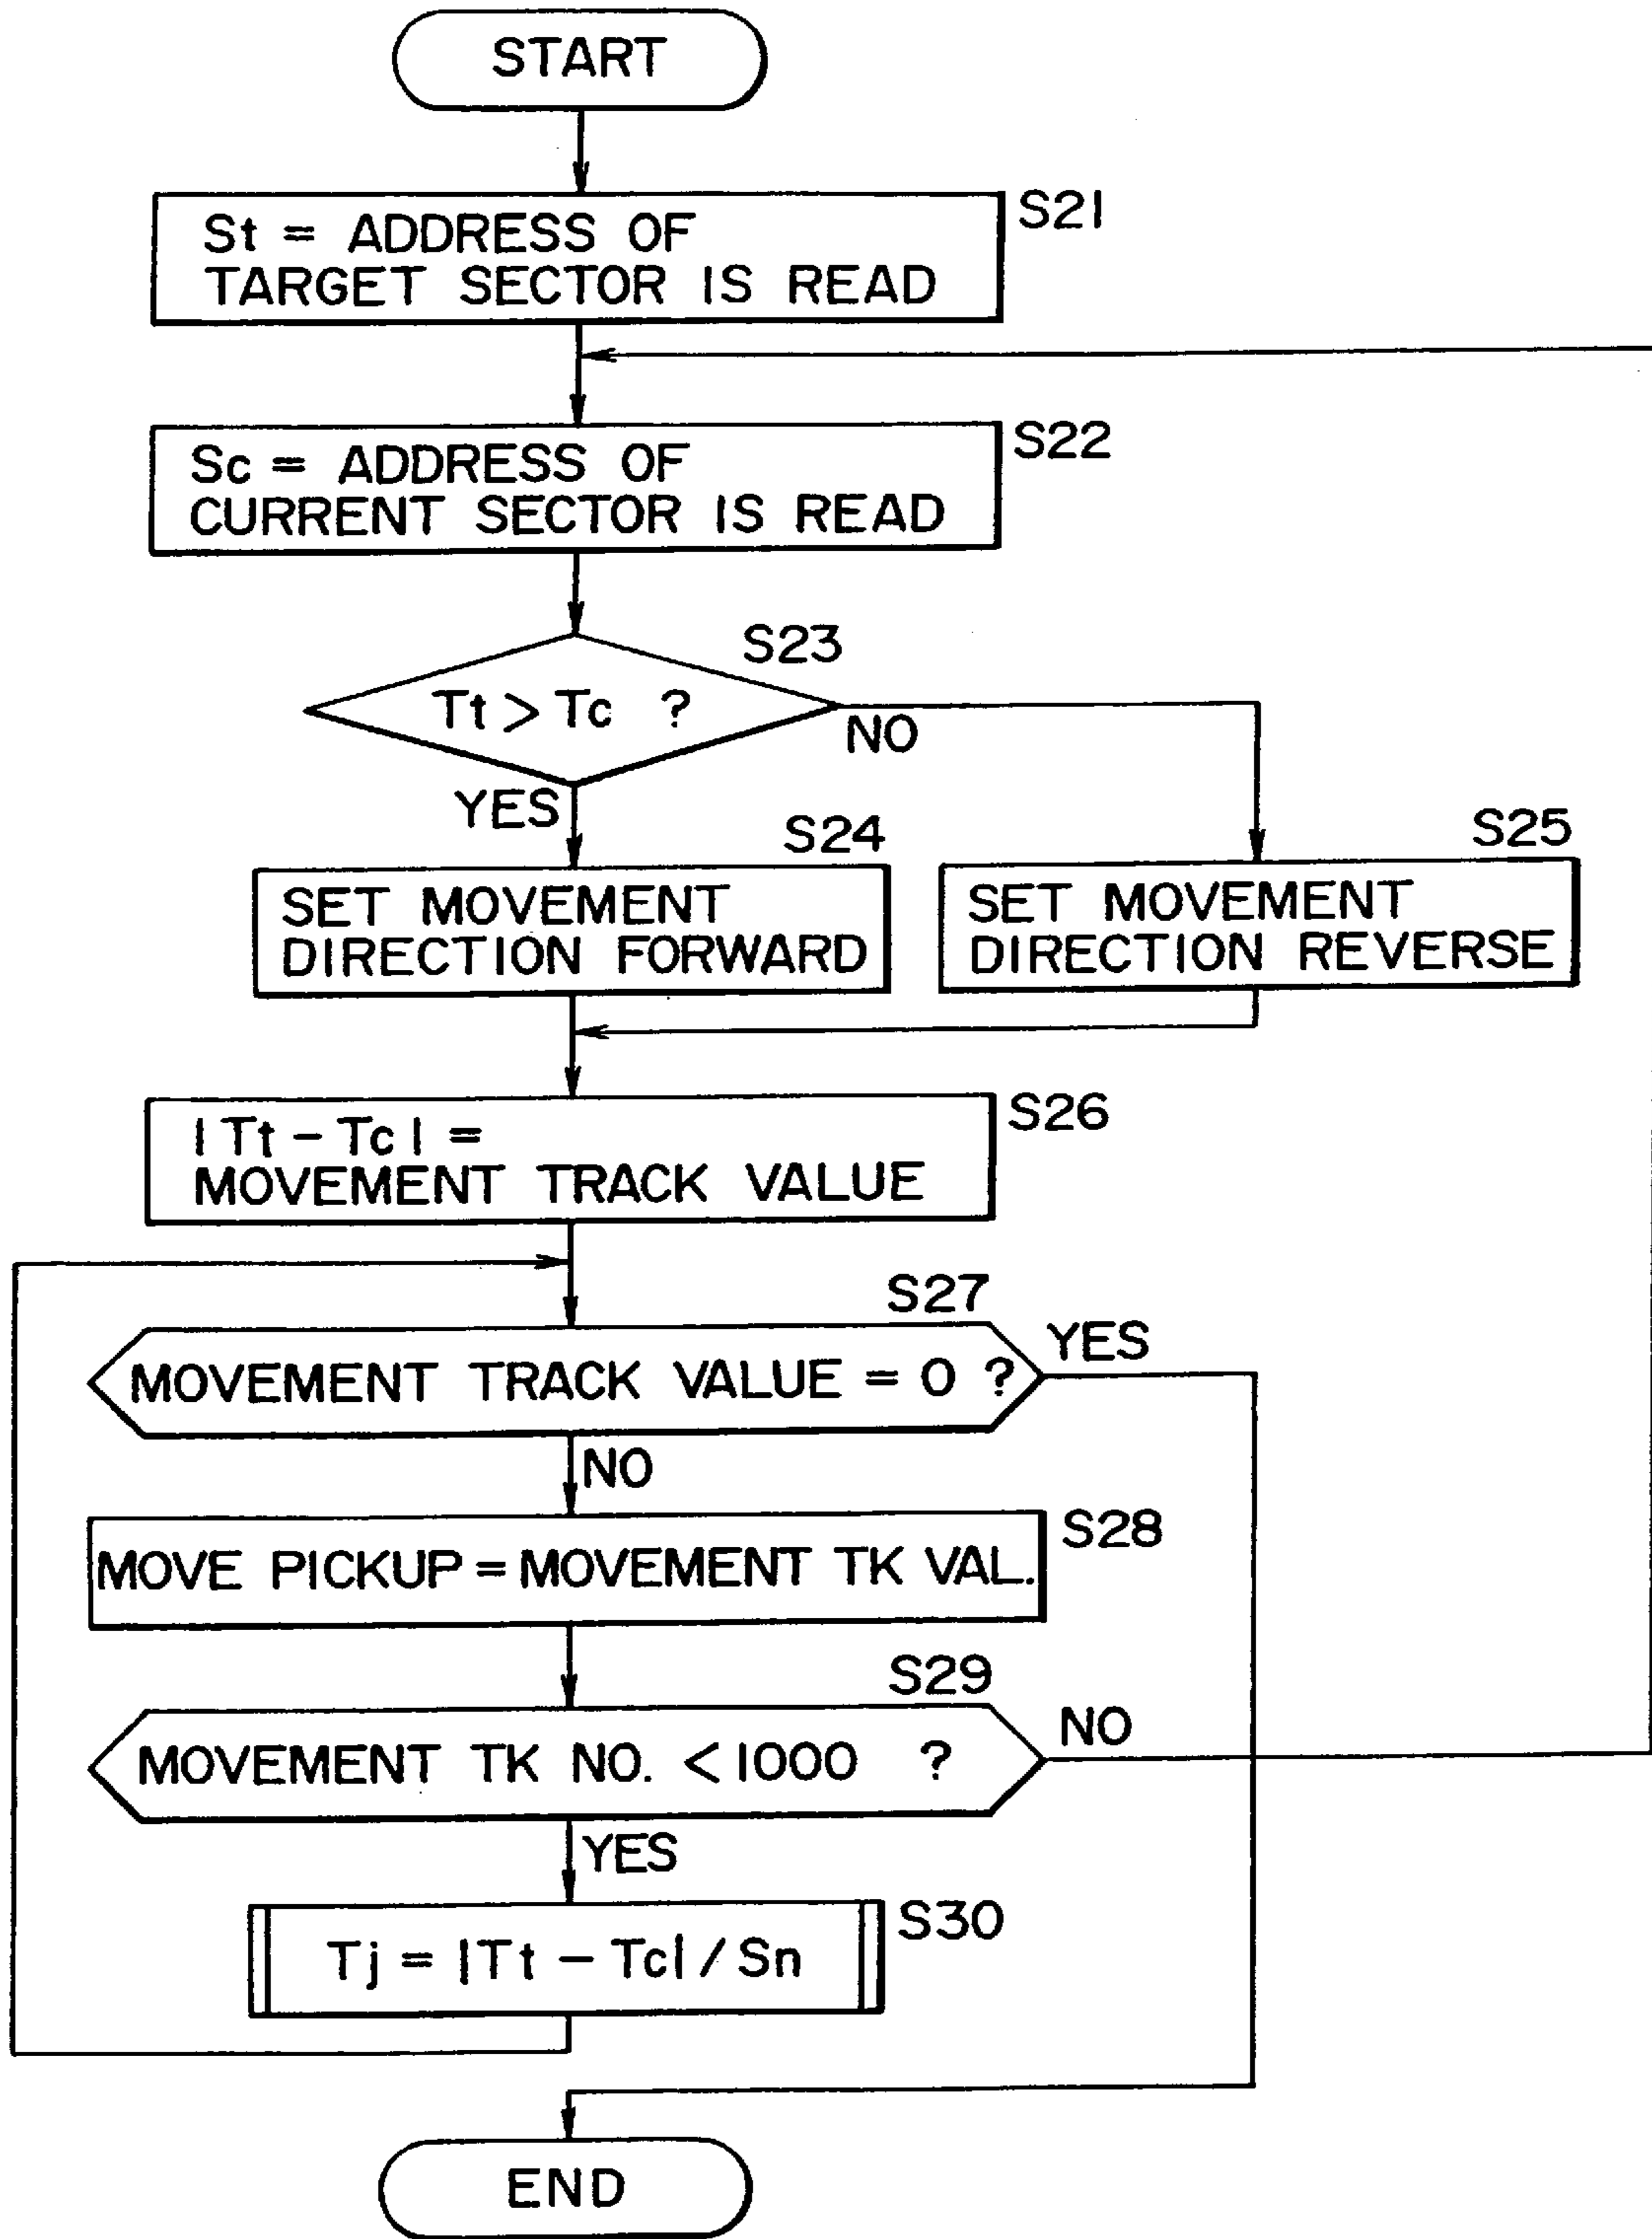 START
St = ADDRESS OF
TARGET SECTOR IS READ
S21
Sc = ADDRESS OF
CURRENT SECTOR IS READ
S22
S23
Tt > Tc ?
NO
YES
S24
SET MOVEMENT
DIRECTION FORWARD
S25
SET MOVEMENT
DIRECTION REVERSE
S26
|Tt - Tc| =
MOVEMENT TRACK VALUE
S27
MOVEMENT TRACK VALUE = 0 ?
YES
NO
S28
MOVE PICKUP = MOVEMENT TK VAL.
S29
MOVEMENT TK NO. < 1000 ?
NO
YES
S30
Tj = |Tt - Tc| / Sn
END